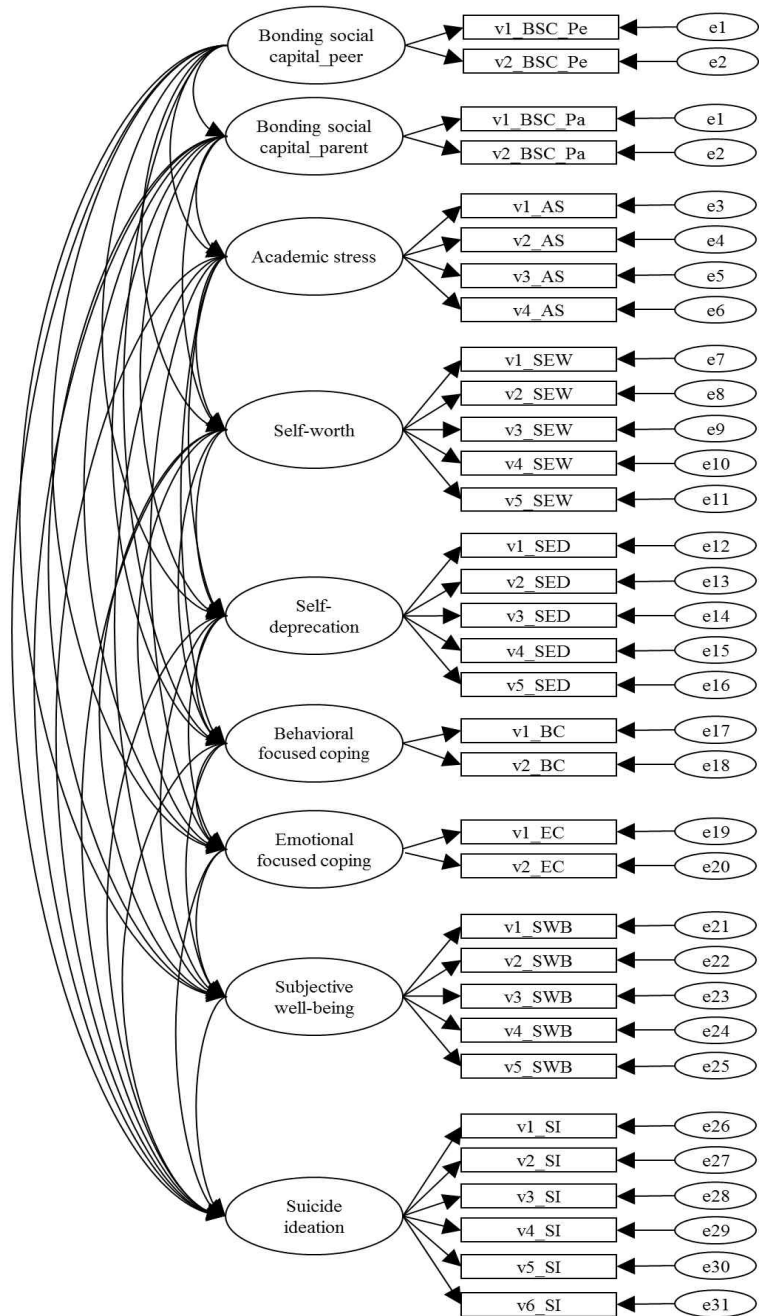 Bonding social
capital_peer
v1_BSC_Pe
e1
v2_BSC_Pe
e2
Bonding social
capital_parent
v1_BSC_Pa
e1
v2_BSC_Pa
e2
Academic stress
v1_AS
e3
v2_AS
e4
v3_AS
e5
v4_AS
e6
Self-worth
v1_SEW
e7
v2_SEW
e8
v3_SEW
e9
v4_SEW
e10
v5_SEW
e11
Self-
deprecation
v1_SED
e12
v2_SED
e13
v3_SED
e14
v4_SED
e15
v5_SED
e16
Behavioral
focused coping
v1_BC
e17
v2_BC
e18
Emotional
focused coping
v1_EC
e19
v2_EC
e20
Subjective
well-being
v1_SWB
e21
v2_SWB
e22
v3_SWB
e23
v4_SWB
e24
v5_SWB
e25
Suicide
ideation
v1_SI
e26
v2_SI
e27
v3_SI
e28
v4_SI
e29
v5_SI
e30
v6_SI
e31